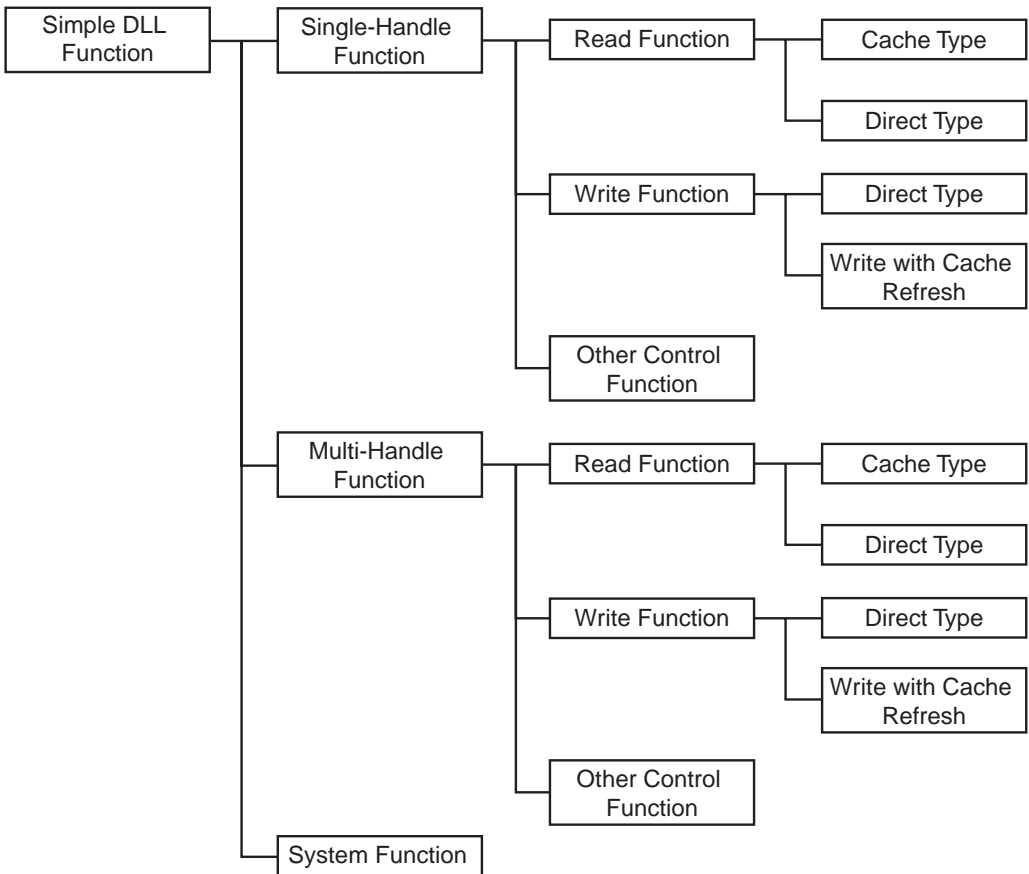 Simple DLL
Function
Single-Handle
Function
Read Function
Cache Type
Direct Type
Write Function
Direct Type
Write with Cache
Refresh
Other Control
Function
Multi-Handle
Function
Read Function
Cache Type
Direct Type
Write Function
Direct Type
Write with Cache
Refresh
Other Control
Function
System Function